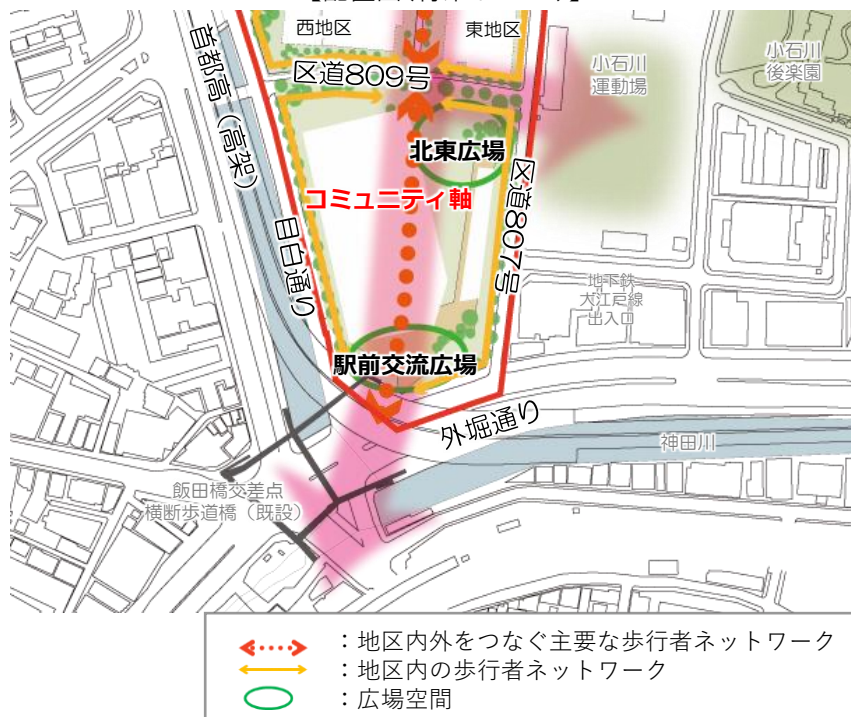 西地区
東地区
首都高(高架)
区道809号
小石川
運動場
小石川
後楽園
北東広場
コミュニティ軸
区道807号
目白通り
地下鉄
大江戸線
出入口
駅前交流広場
外堀通り
神田川
飯田橋交差点
横断歩道橋(既設)
:地区内外をつなぐ主要な歩行者ネットワーク
:地区内の歩行者ネットワーク
:広場空間